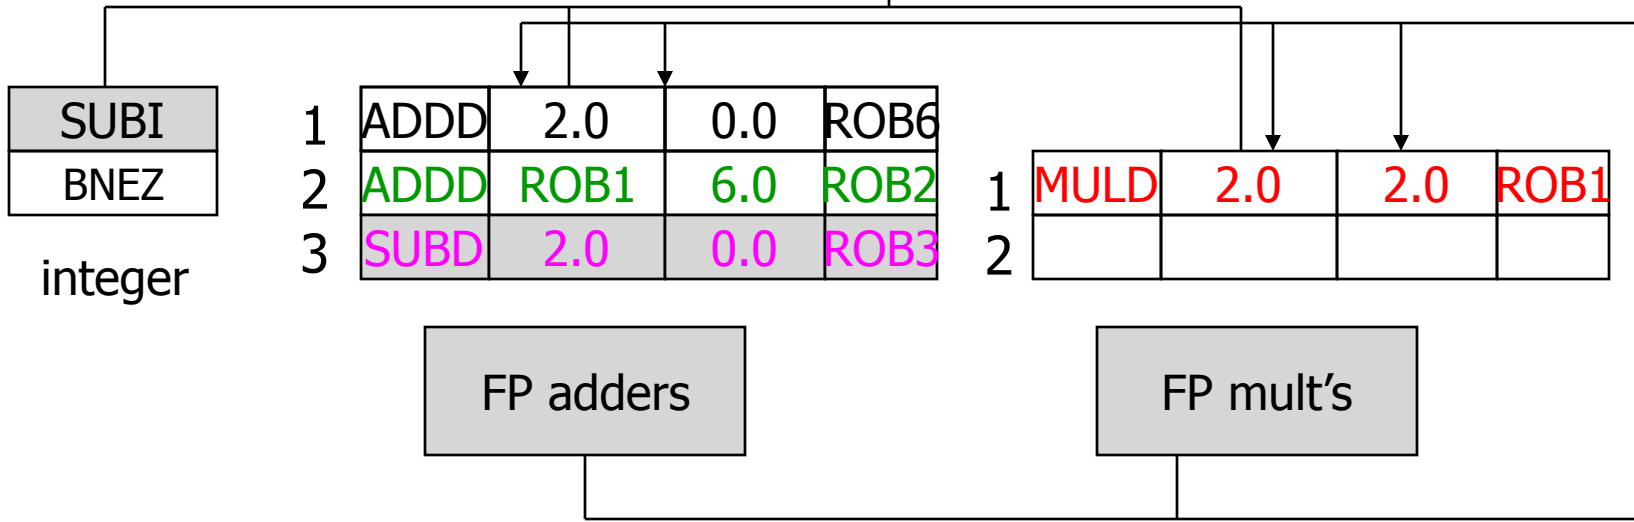 SUBI
BNEZ
integer
1 ADDD 2.0 0.0 ROB6
2 ADDD ROB1 6.0 ROB2
3 SUBD 2.0 0.0 ROB3
FP adders
1 MULD 2.0 2.0 ROB1
2
FP mult's